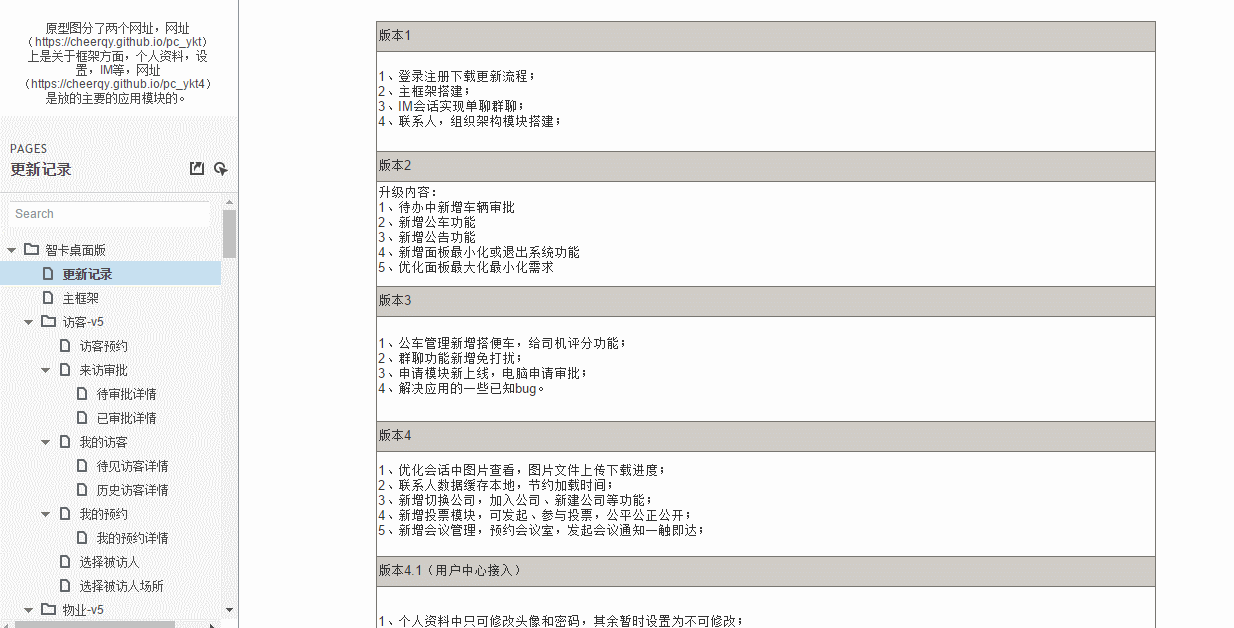 原型图分了两个网址，网址
（https://cheerqy.github.io/pc_ykt）
上是关于框架方面，个人资料，设
置，IM等，网址
（https://cheerqy.github.io/pc_ykt4）
是放的主要的应用模块的。
PAGES
更新记录
Search
智卡桌面版
更新记录
主框架
访客-v5
访客预约
来访审批
待审批详情
已审批详情
我的访客
待见访客详情
历史访客详情
我的预约
我的预约详情
选择被访人
选择被访人场所
物业-v5
版本1
1、登录注册下载更新流程；
2、主框架搭建；
3、IM会话实现单聊群聊；
4、联系人，组织架构模块搭建；
版本2
升级内容：
1、待办中新增车辆审批
2、新增公车功能
3、新增公告功能
4、新增面板最小化或退出系统功能
5、优化面板最大化最小化需求
版本3
1、公车管理新增搭便车，给司机评分功能；
2、群聊功能新增免打扰；
3、申请模块新上线，电脑申请审批；
4、解决应用的一些已知bug。
版本4
1、优化会话中图片查看，图片文件上传下载进度；
2、联系人数据缓存本地，节约加载时间；
3、新增切换公司，加入公司、新建公司等功能；
4、新增投票模块，可发起、参与投票，公平公正公开；
5、新增会议管理，预约会议室，发起会议通知一触即达；
版本4.1（用户中心接入）
1、个人资料中只可修改头像和密码，其余暂时设置为不可修改；